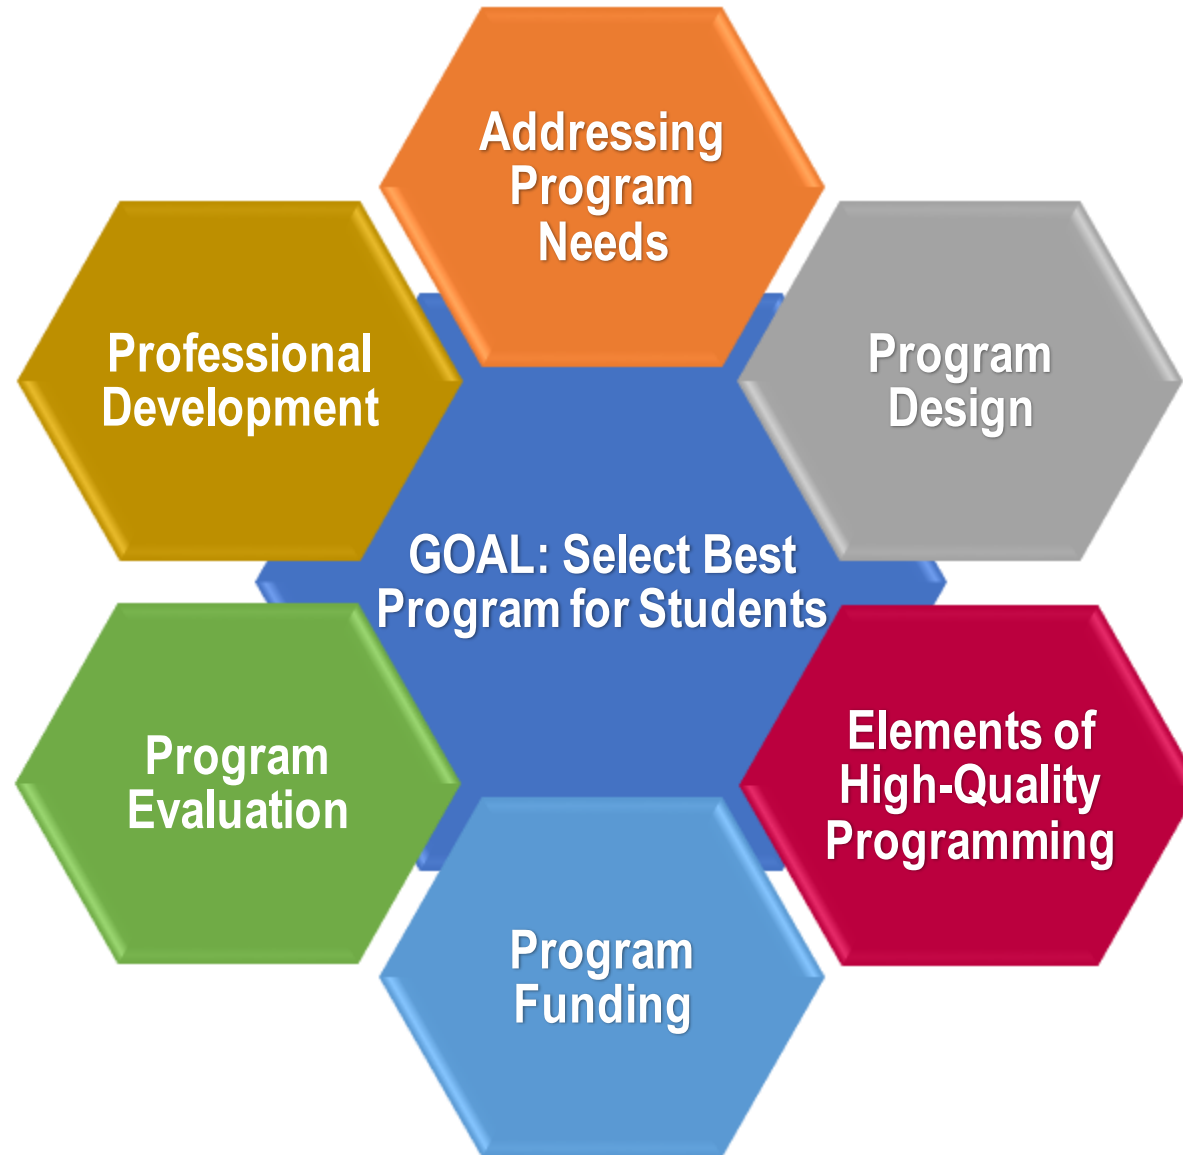 Addressing
Program
Needs
Professional
Development
Program
Design
GOAL: Select Best
Program for Students
Program
Evaluation
Elements of
High-Quality
Programming
Program
Funding